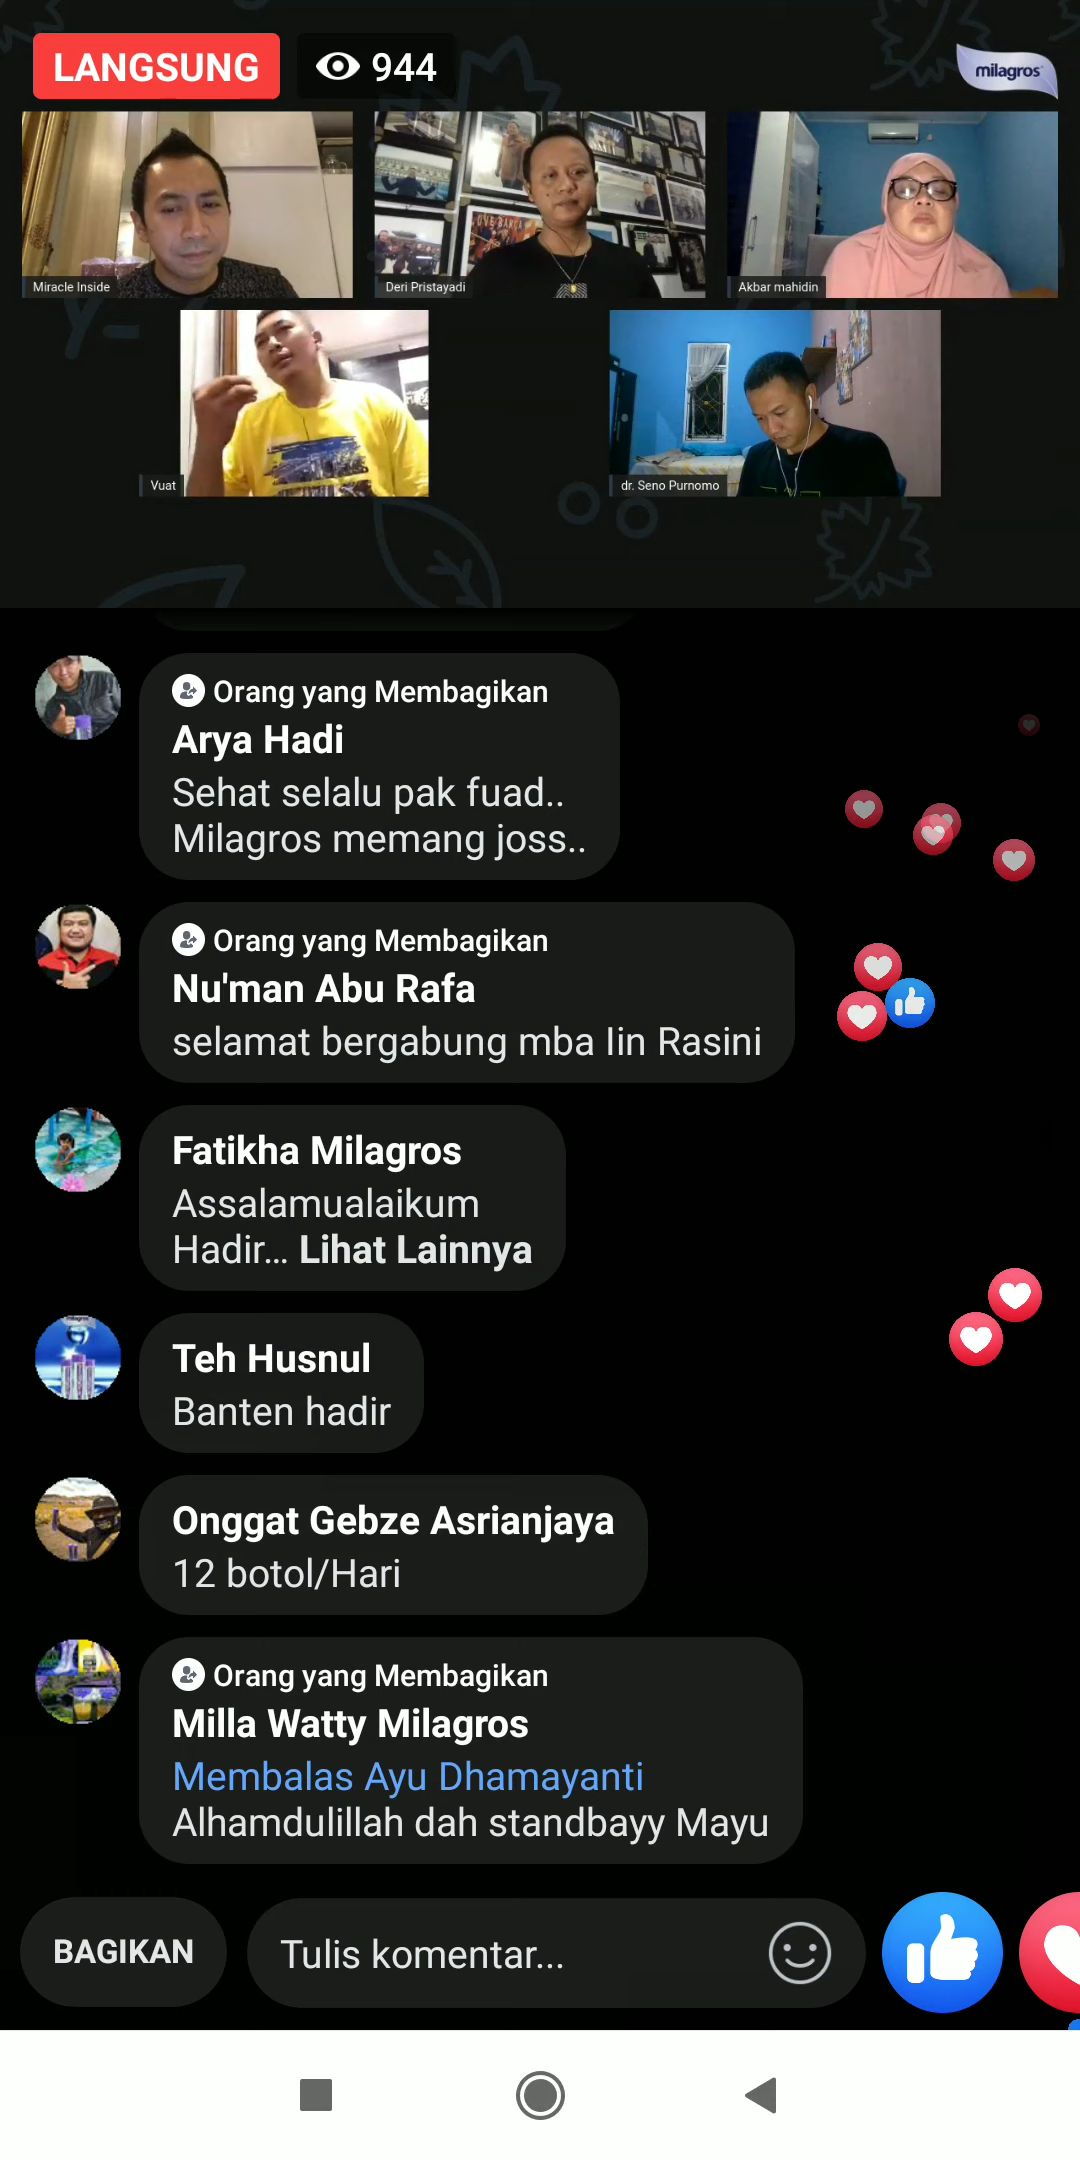 LANGSUNG
944
milagros
Miracle Inside
Deri Pristayadi
Akbar mahidin
Vuat
dr. Seno Purnomo
Orang yang Membagikan
Arya Hadi
Sehat selalu pak fuad..
Milagros memang joss..
Orang yang Membagikan
Nu'man Abu Rafa
selamat bergabung mba Iin Rasini
Fatikha Milagros
Assalamualaikum
Hadir... Lihat Lainnya
Teh Husnul
Banten hadir
Onggat Gebze Asrianjaya
12 botol/Hari
Orang yang Membagikan
Milla Watty Milagros
Membalas Ayu Dhamayanti
Alhamdulillah dah standbayy Mayu
BAGIKAN
Tulis komentar...